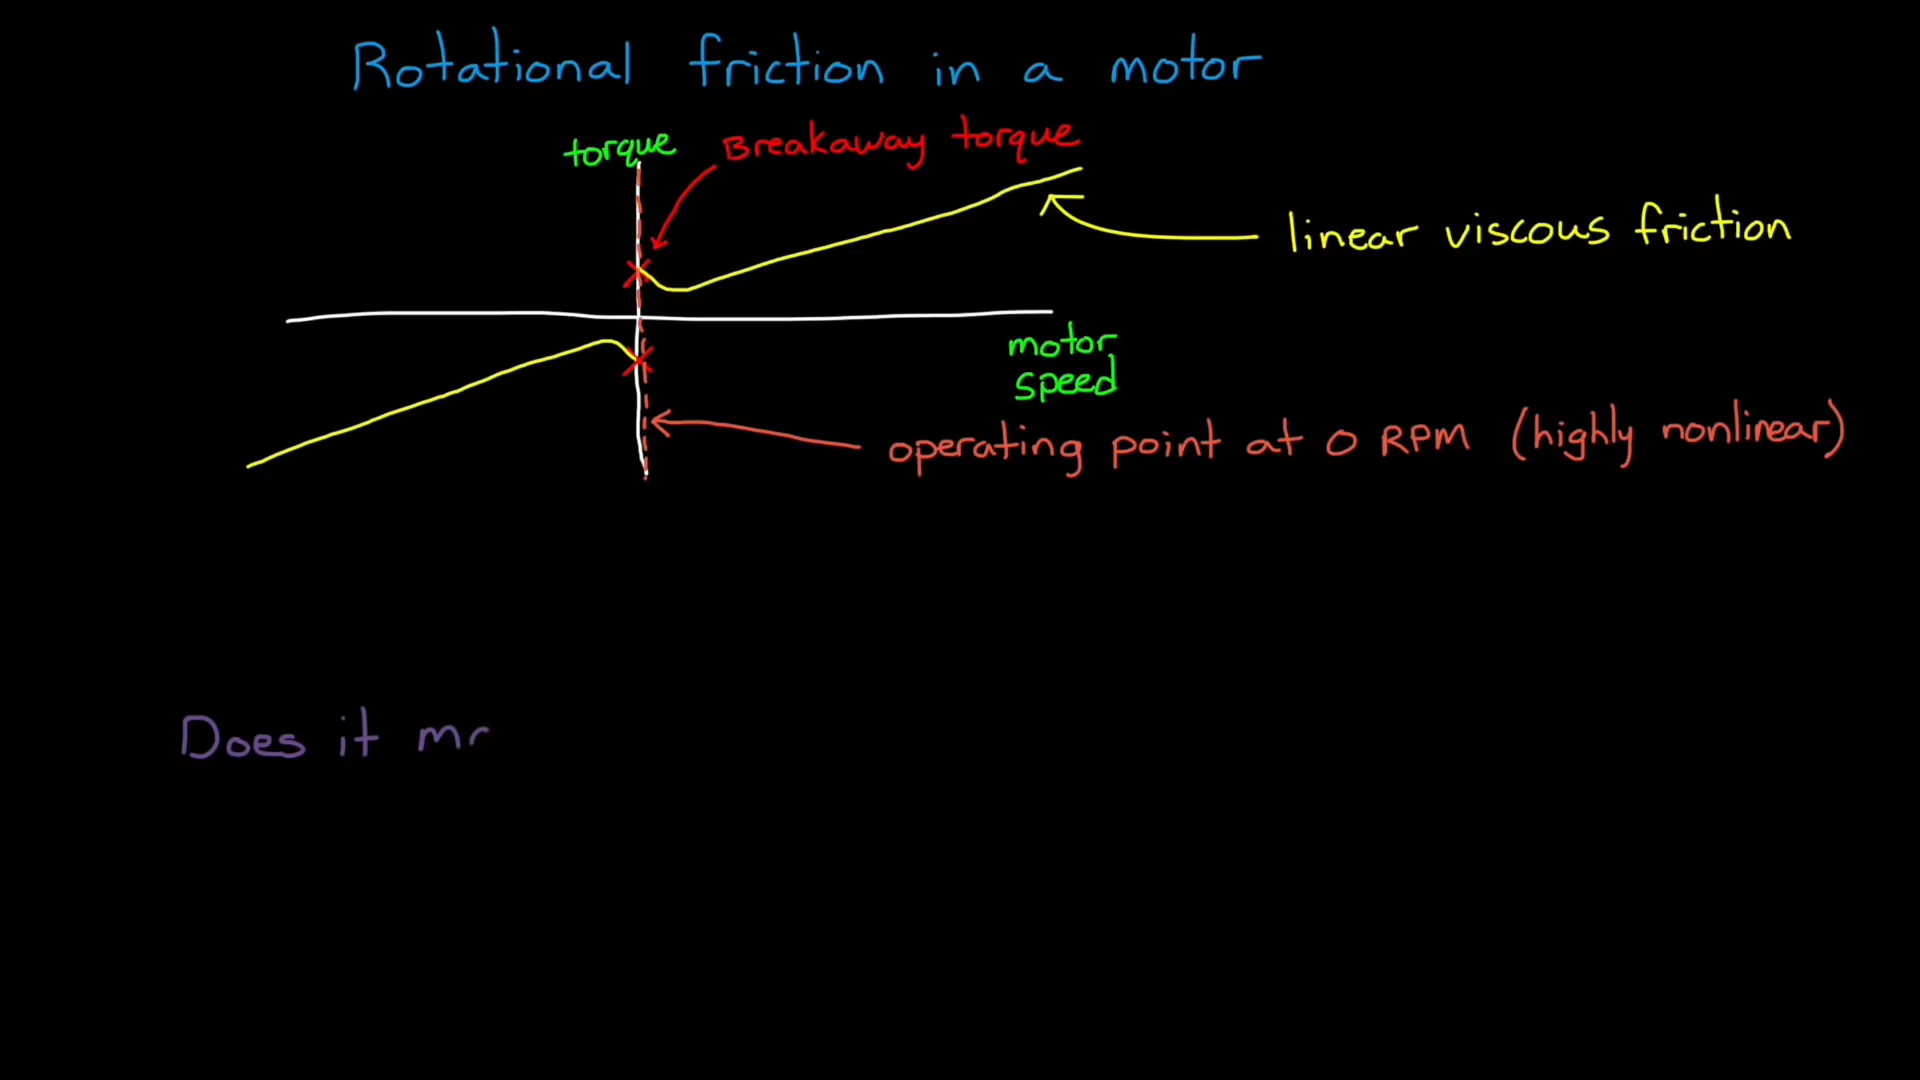 Rotational friction in a motor
torque
Breakaway torque
linear viscous friction
motor
speed
operating point at 0 RPM (highly nonlinear)
Does it